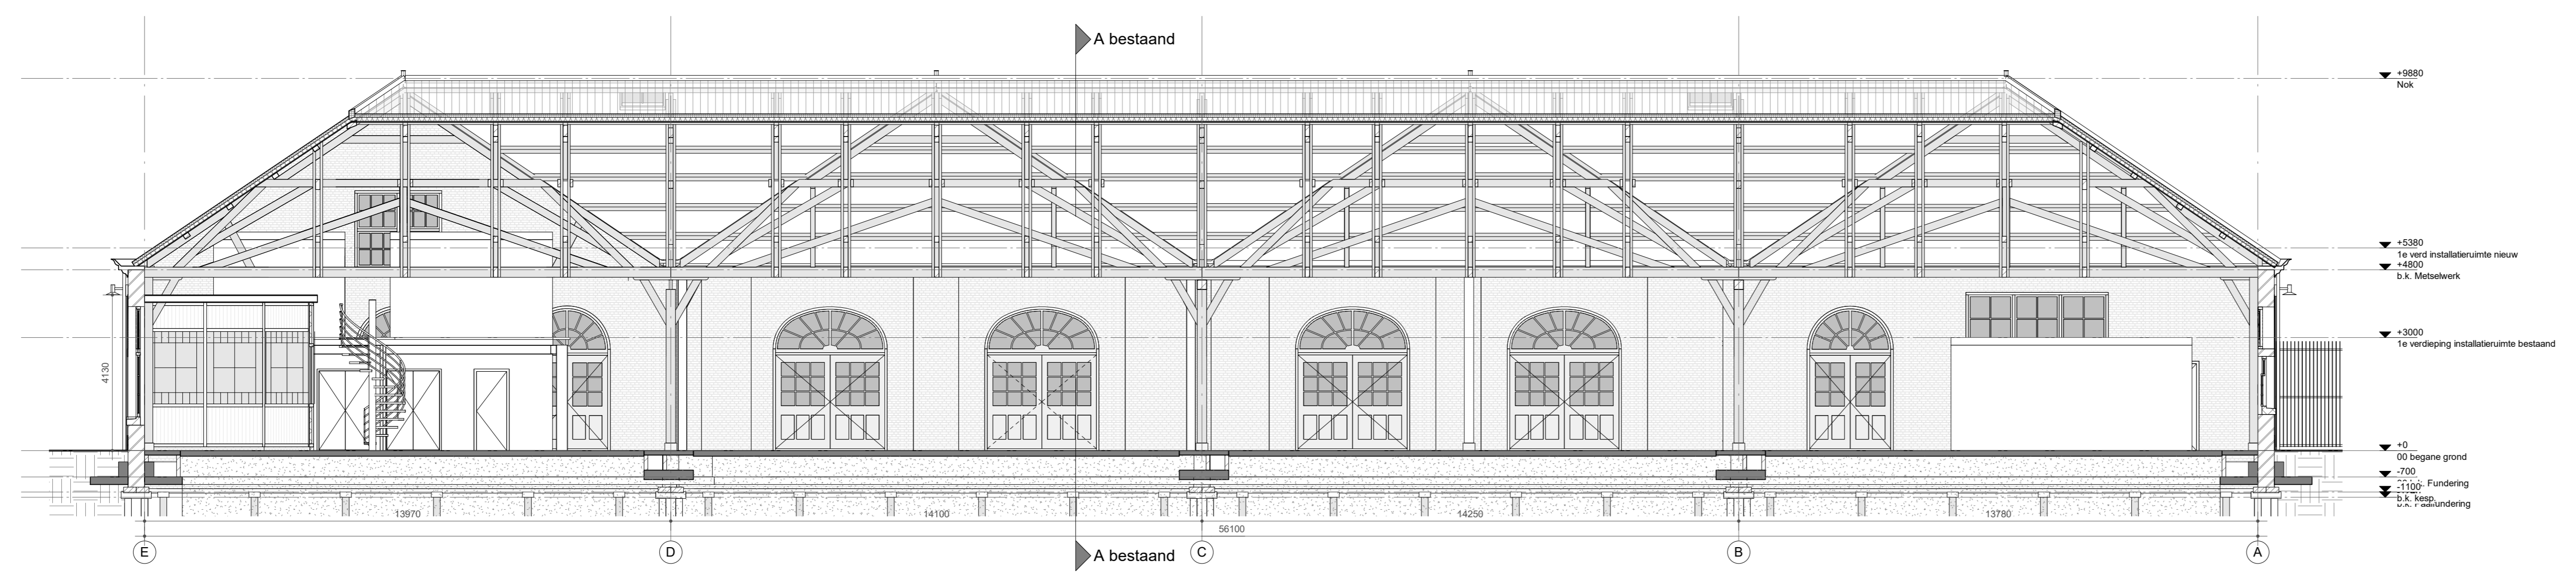 A bestaand
+9880
Nok
+5380
1e verd installatieruimte nieuw
+4800
b.k. Metselwerk
+3000
1e verdieping installatieruimte bestaand
4130
+0
00 begane grond
-700
Fundering
-1100
b.k. kesp.
13970
14100
14250
13780
56100
E
D
A bestaand
C
B
A